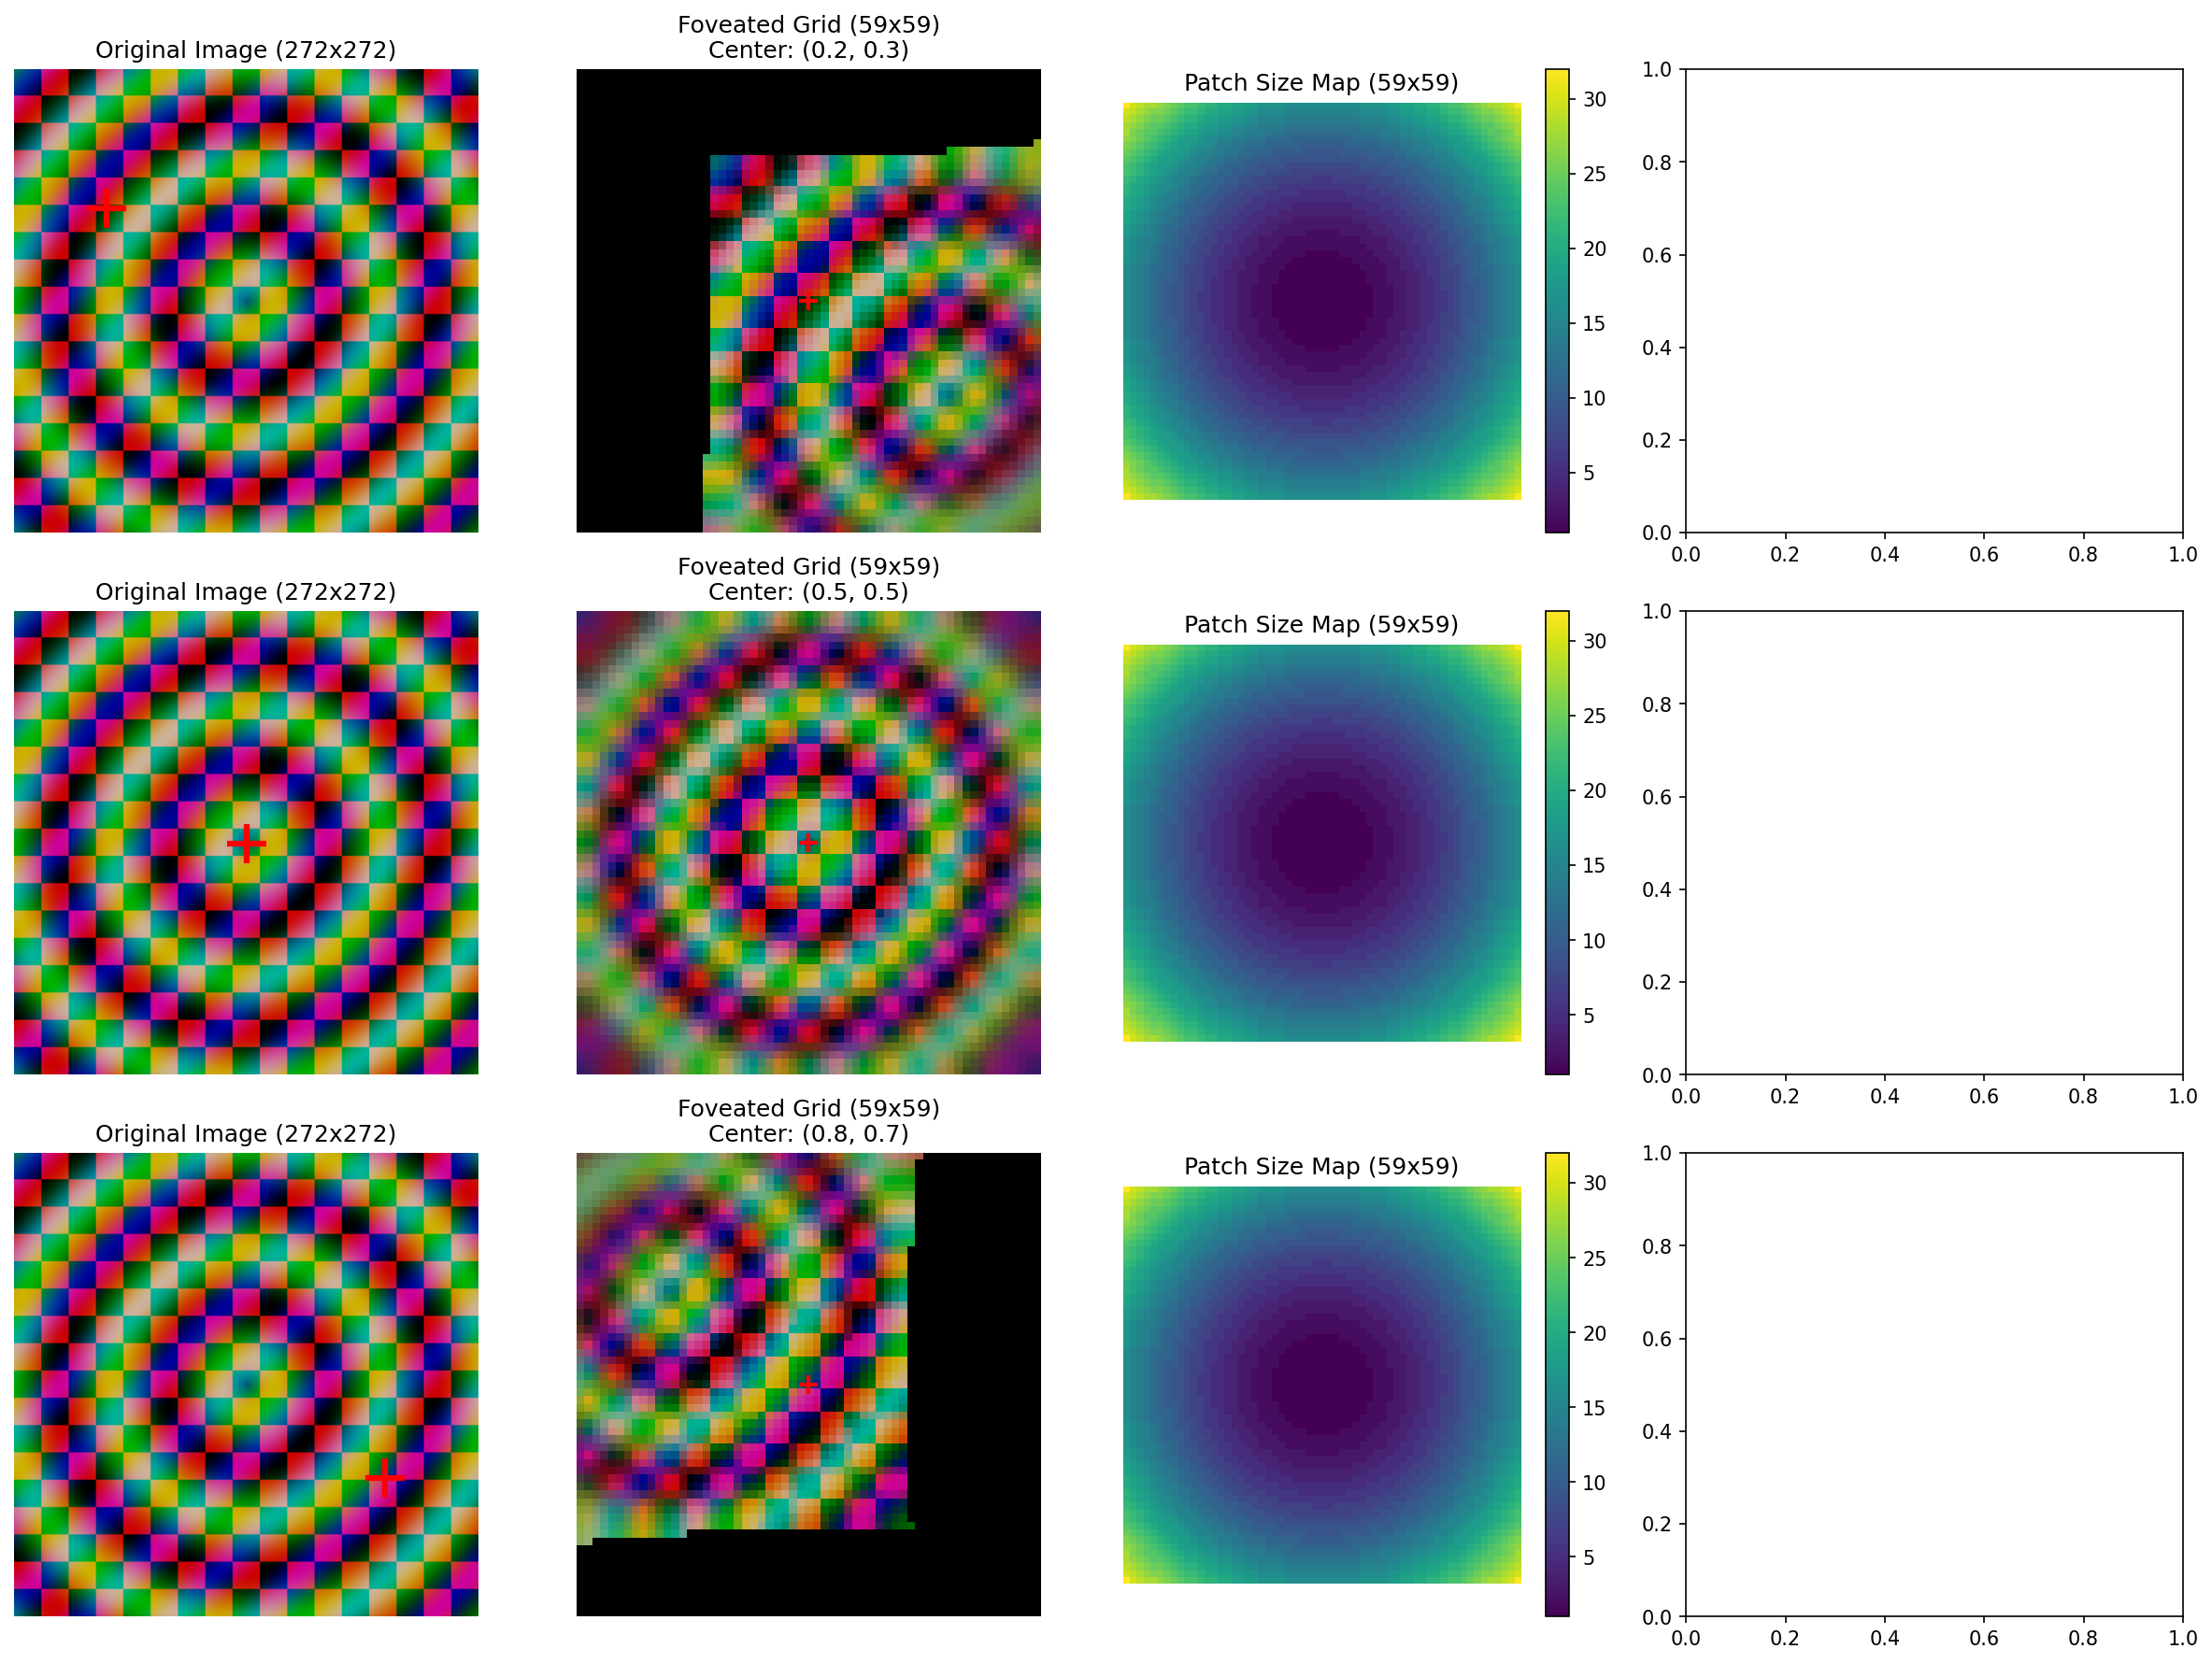 Original Image (272x272)
Foveated Grid (59x59)
Center: (0.2, 0.3)
Patch Size Map (59x59)
30
25
20
15
10
5
1.0
0.8
0.6
0.4
0.2
0.0
0.0 0.2 0.4 0.6 0.8 1.0
Original Image (272x272)
Foveated Grid (59x59)
Center: (0.5, 0.5)
Patch Size Map (59x59)
30
25
20
15
10
5
1.0
0.8
0.6
0.4
0.2
0.0
0.0 0.2 0.4 0.6 0.8 1.0
Original Image (272x272)
Foveated Grid (59x59)
Center: (0.8, 0.7)
Patch Size Map (59x59)
30
25
20
15
10
5
1.0
0.8
0.6
0.4
0.2
0.0
0.0 0.2 0.4 0.6 0.8 1.0